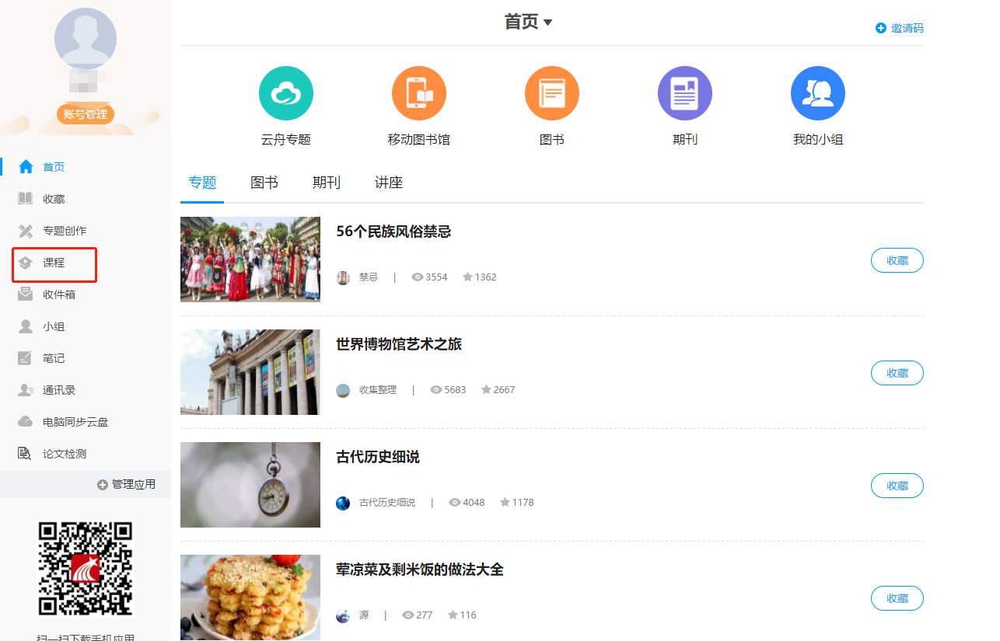 账号管理
首页
收藏
专题创作
课程
收件箱
小组
笔记
通讯录
电脑同步云盘
论文检测
管理应用
扫一扫下载手机应用
首页
邀请码
云舟专题
移动图书馆
图书
期刊
我的小组
专题 图书 期刊 讲座
56个民族风俗禁忌
禁忌 | 3554 1362
收藏
世界博物馆艺术之旅
收集整理 | 5683 2667
收藏
古代历史细说
古代历史细说 | 4048 1178
收藏
荤凉菜及剩米饭的做法大全
源 | 277 116
收藏